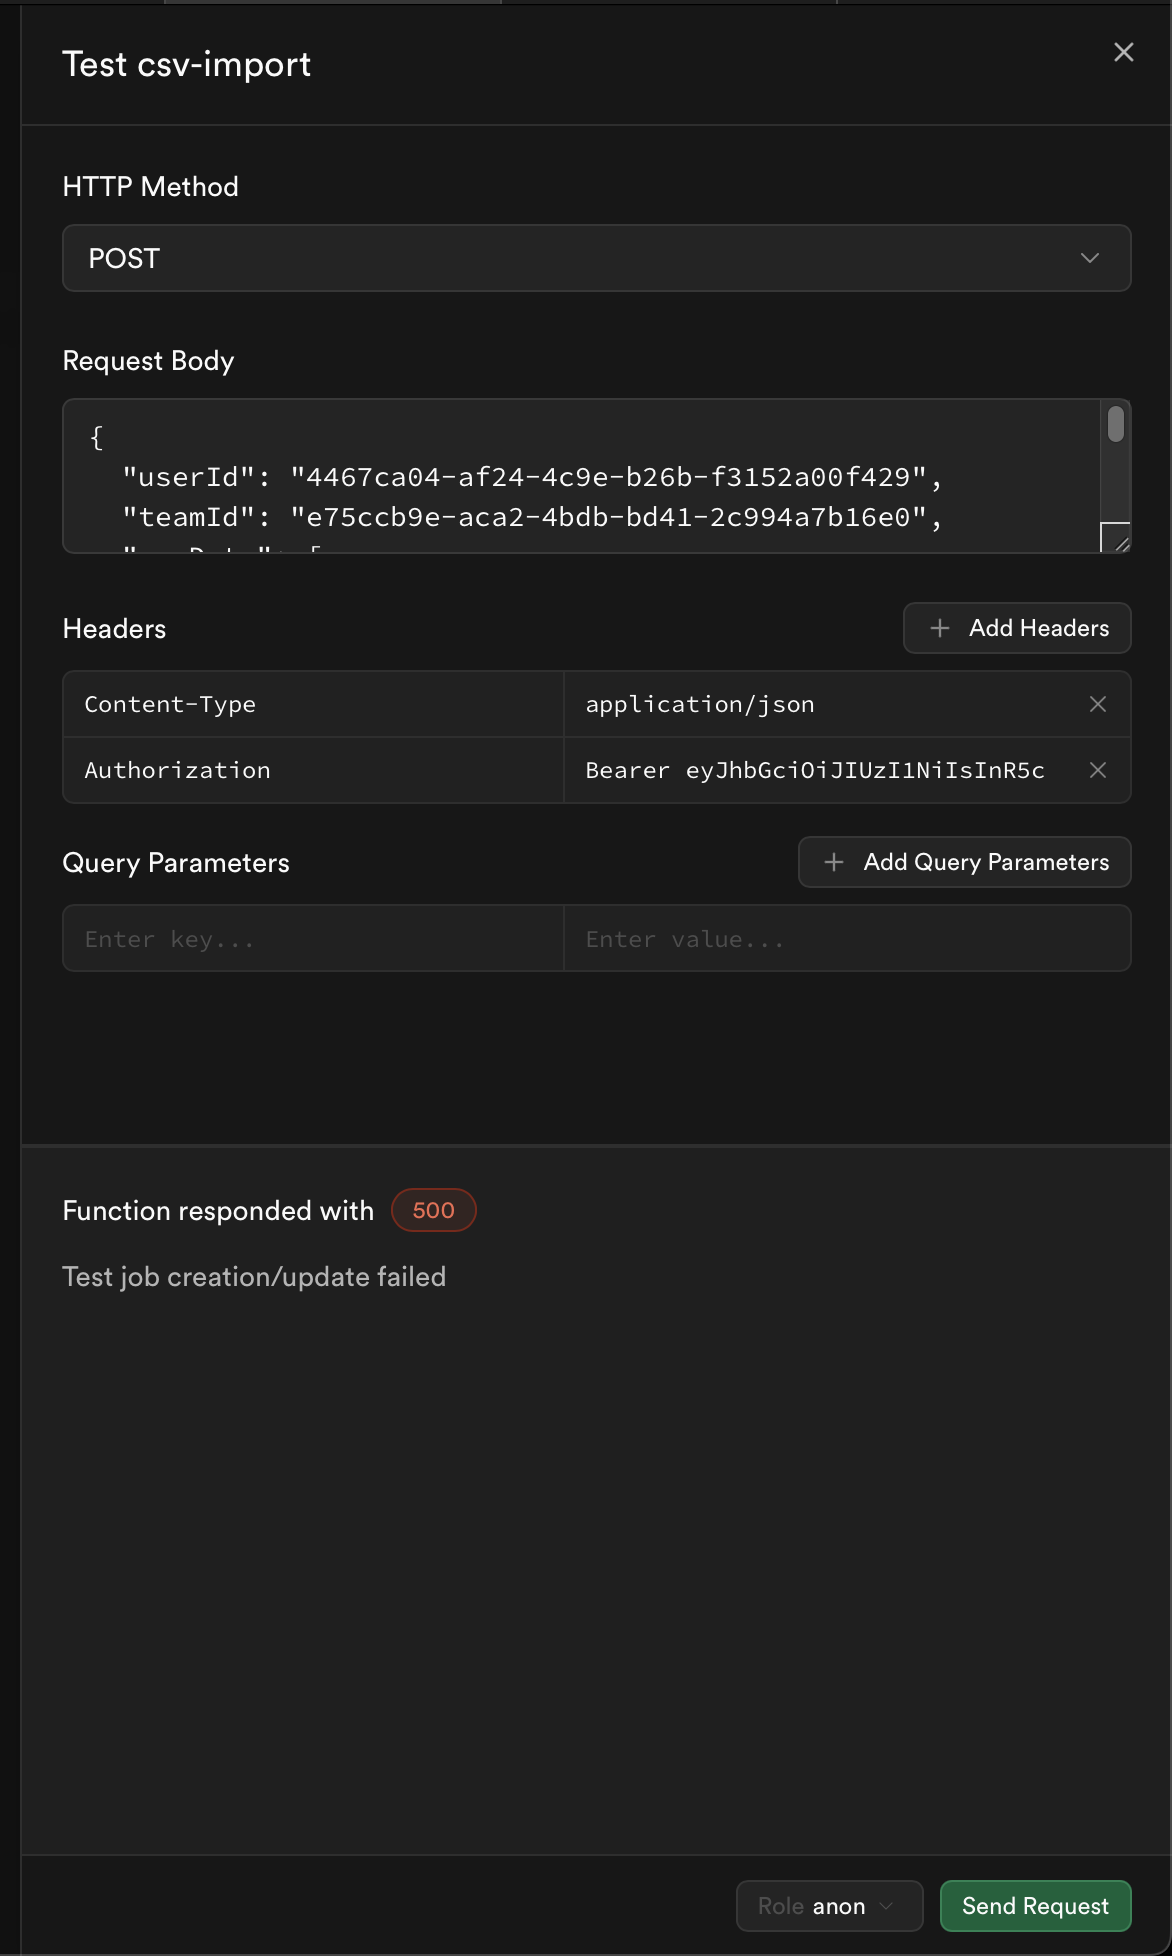 Test csv-import
HTTP Method
POST
Request Body
{
"userId": "4467ca04-af24-4c9e-b26b-f3152a00f429",
"teamId": "e75ccb9e-aca2-4bdb-bd41-2c994a7b16e0",
Headers
+ Add Headers
Content-Type
application/json
Authorization
Bearer eyJhbGciOiJIUzI1NiIsInR5c
Query Parameters
+ Add Query Parameters
Enter key...
Enter value...
Function responded with 500
Test job creation/update failed
Role anon
Send Request